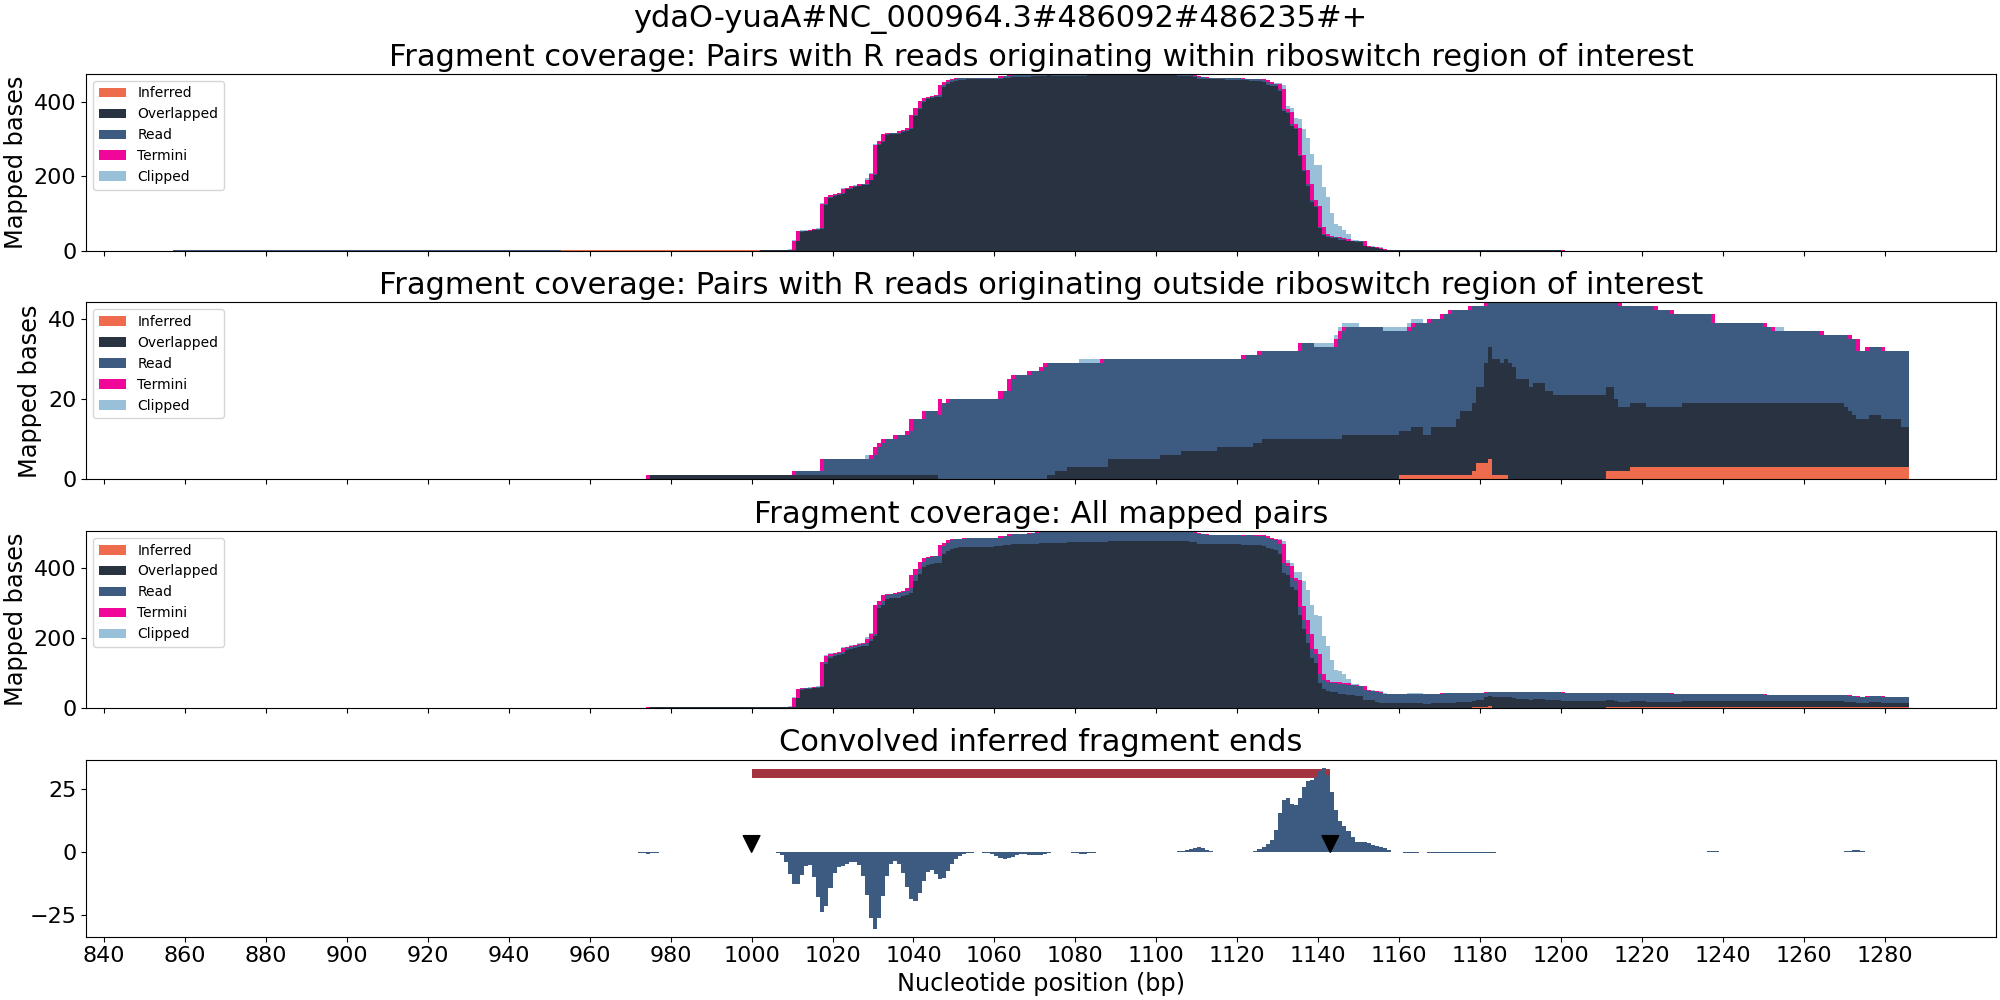 ydaO-yuaA#NC_000964.3#486092#486235#+
Fragment coverage: Pairs with R reads originating within riboswitch region of interest
Mapped bases
400
200
0
Inferred
Overlapped
Read
Termini
Clipped
Fragment coverage: Pairs with R reads originating outside riboswitch region of interest
Mapped bases
40
20
0
Inferred
Overlapped
Read
Termini
Clipped
Fragment coverage: All mapped pairs
Mapped bases
400
200
0
Inferred
Overlapped
Read
Termini
Clipped
Convolved inferred fragment ends
25
0
−25
840 860 880 900 920 940 960 980 1000 1020 1040 1060 1080 1100 1120 1140 1160 1180 1200 1220 1240 1260 1280
Nucleotide position (bp)